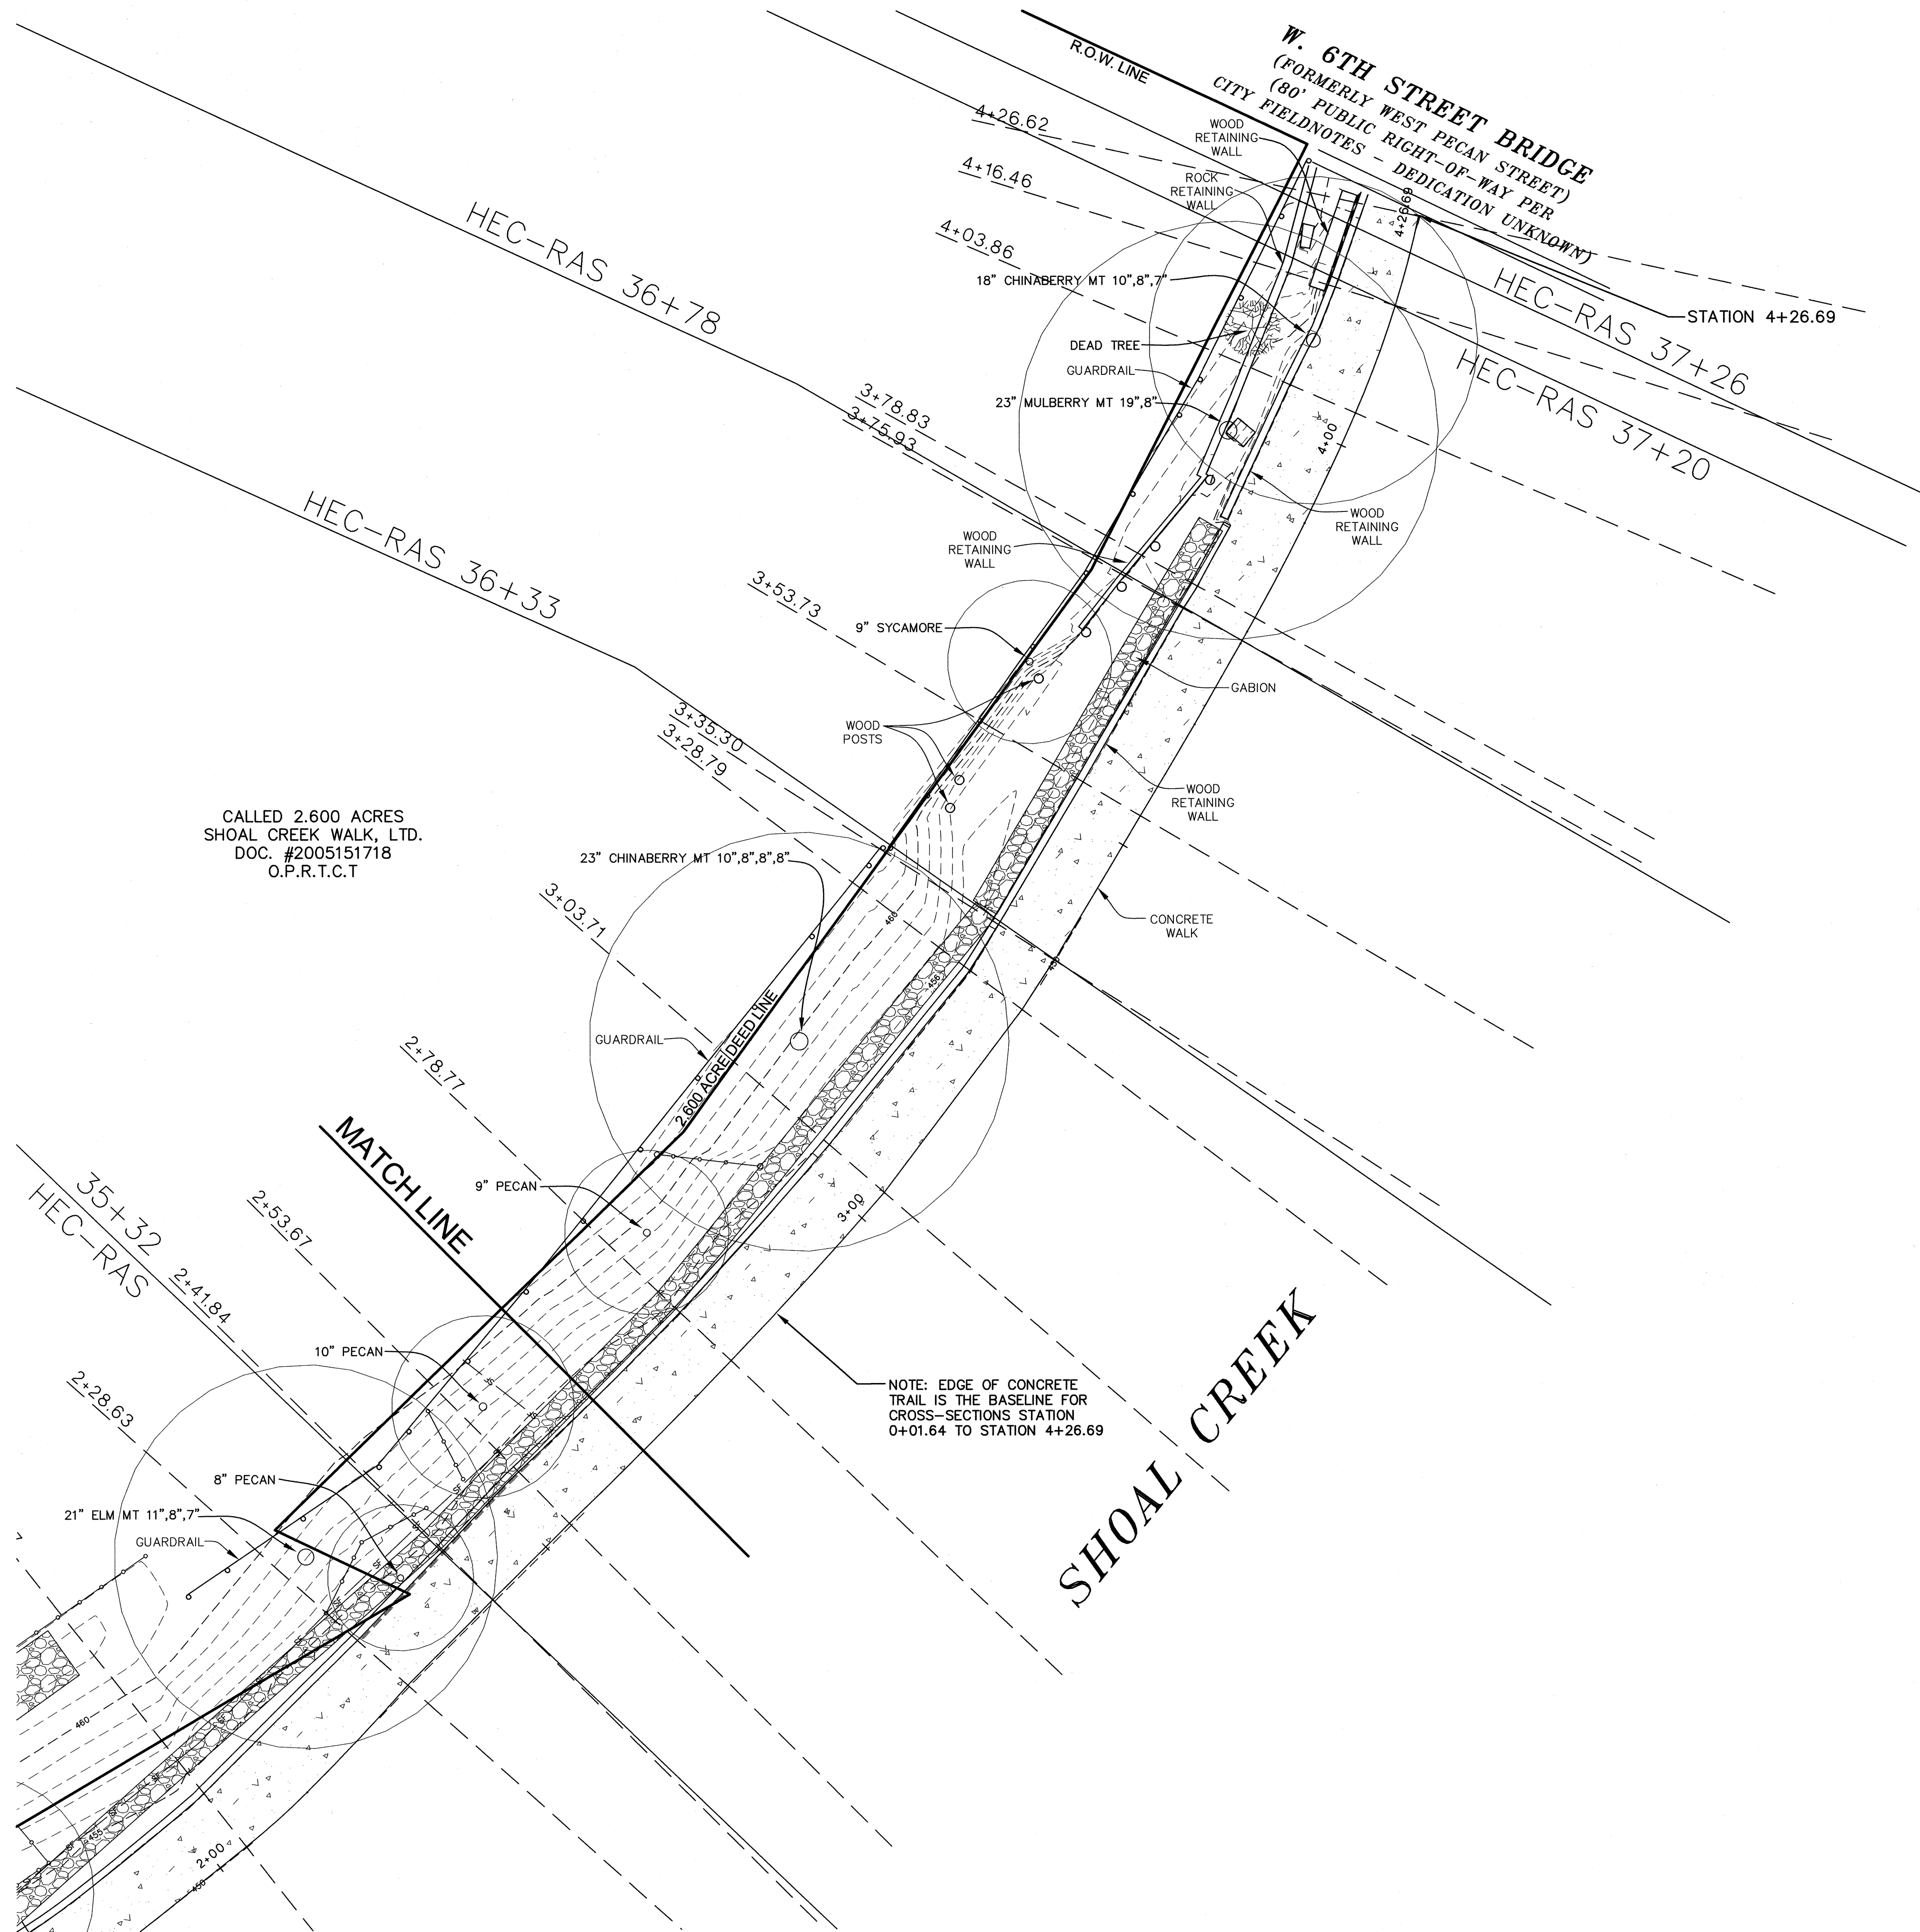 R.O.W. LINE
W. 6TH STREET BRIDGE
(FORMERLY WEST PECAN STREET)
(80' PUBLIC RIGHT-OF-WAY PER
CITY FIELDNOTES - DEDICATION UNKNOWN)
4+26.62
4+16.46
4+03.86
WOOD
RETAINING
WALL
ROCK
RETAINING
WALL
4+26.69
STATION 4+26.69
HEC-RAS 37+26
HEC-RAS 37+20
HEC-RAS 36+78
HEC-RAS 36+33
18" CHINABERRY MT 10",8",7"
DEAD TREE
GUARDRAIL
23" MULBERRY MT 19",8"
3+78.83
3+75.93
4+00
WOOD
RETAINING
WALL
WOOD
RETAINING
WALL
3+53.73
9" SYCAMORE
GABION
WOOD
POSTS
3+35.30
3+28.79
WOOD
RETAINING
WALL
CALLED 2.600 ACRES
SHOAL CREEK WALK, LTD.
DOC. #2005151718
O.P.R.T.C.T
23" CHINABERRY MT 10",8",8",8"
3+03.71
460
CONCRETE
WALK
450
456
2.600 ACRE DEED LINE
GUARDRAIL
2+78.77
MATCH LINE
9" PECAN
3+00
35+32
HEC-RAS
2+53.67
2+41.84
10" PECAN
2+28.63
NOTE: EDGE OF CONCRETE
TRAIL IS THE BASELINE FOR
CROSS-SECTIONS STATION
0+01.64 TO STATION 4+26.69
SHOAL CREEK
8" PECAN
21" ELM MT 11",8",7"
GUARDRAIL
460
455
2+00
450